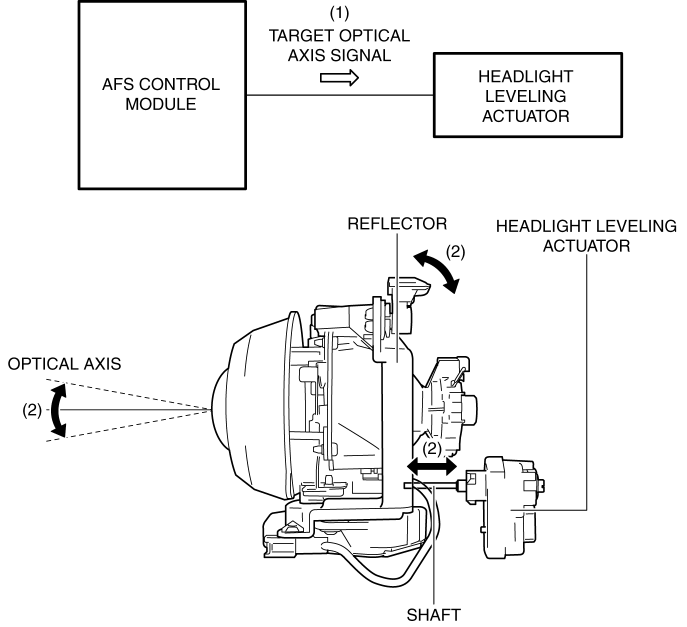 (1)
TARGET OPTICAL
AXIS SIGNAL
AFS CONTROL
MODULE
HEADLIGHT
LEVELING
ACTUATOR
REFLECTOR
HEADLIGHT LEVELING
ACTUATOR
(2)
OPTICAL AXIS
(2)
(2)
SHAFT